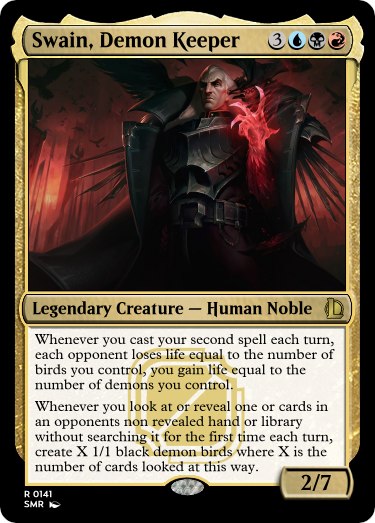 Swain, Demon Keeper 3
Legendary Creature — Human Noble
Whenever you cast your second spell each turn,
each opponent loses life equal to the number of
birds you control, you gain life equal to the
number of demons you control.
Whenever you look at or reveal one or cards in
an opponents non revealed hand or library
without searching it for the first time each turn,
create X 1/1 black demon birds where X is the
number of cards looked at this way.
2/7
R 0141
SMR